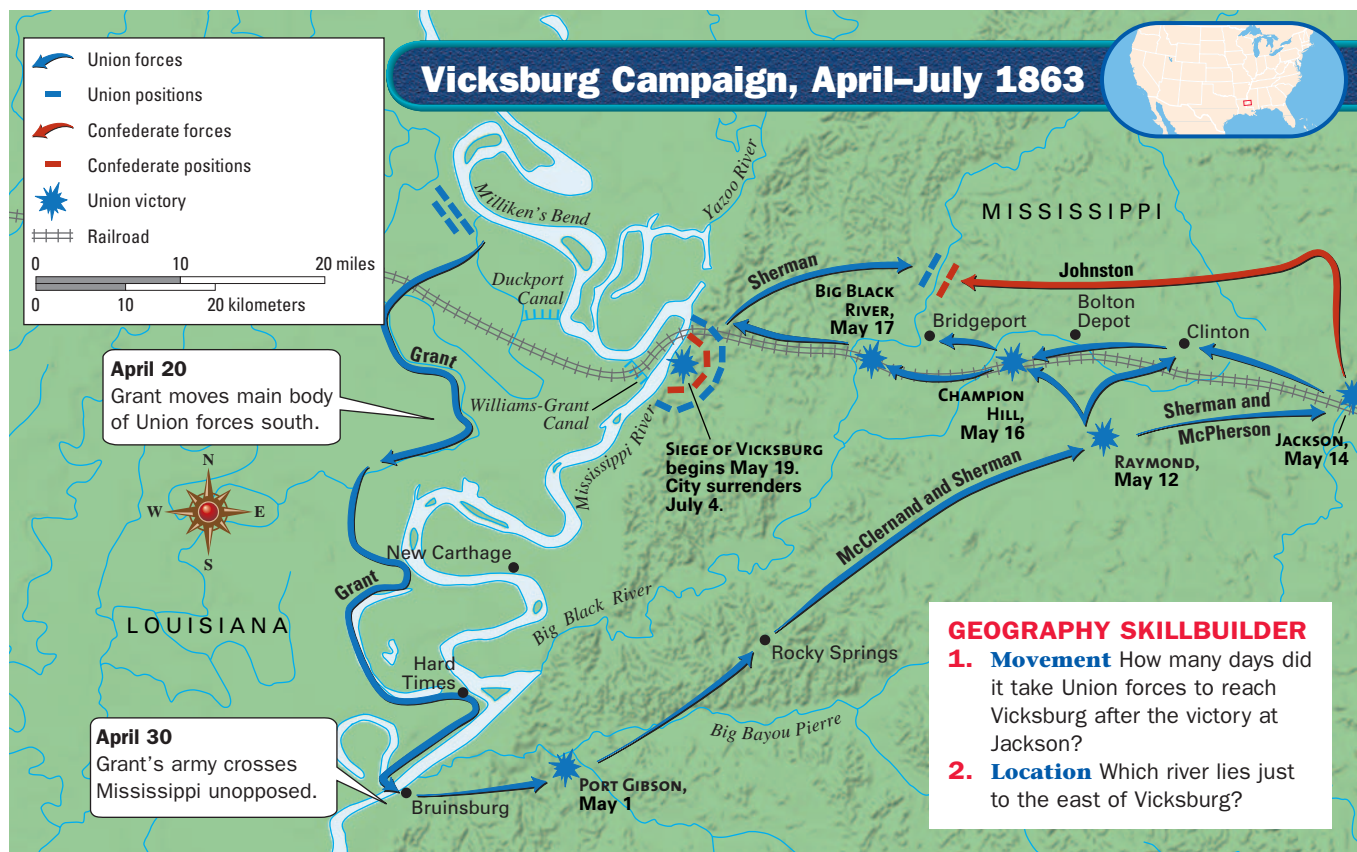 Vicksburg Campaign, April–July 1863
Union forces
Union positions
Confederate forces
Confederate positions
Union victory
Railroad
0 10 20 miles
0 10 20 kilometers
April 20
Grant moves main body
of Union forces south.
N
W E
S
LOUISIANA
April 30
Grant's army crosses
Mississippi unopposed.
Milliken's Bend
Yazoo River
Duckport
Canal
Grant
Williams-Grant
Canal
Mississippi River
SIEGE OF VICKSBURG
begins May 19.
City surrenders
July 4.
New Carthage
Grant
Big Black River
Hard
Times
Bruinsburg
PORT GIBSON,
May 1
Big Bayou Pierre
Rocky Springs
McClernand and Sherman
MISSISSIPPI
Sherman
Johnston
BIG BLACK
RIVER,
May 17
Bridgeport
Bolton
Depot
Clinton
CHAMPION
HILL,
May 16
Sherman and
McPherson
RAYMOND,
May 12
JACKSON,
May 14
GEOGRAPHY SKILLBUILDER
1. Movement How many days did
it take Union forces to reach
Vicksburg after the victory at
Jackson?
2. Location Which river lies just
to the east of Vicksburg?